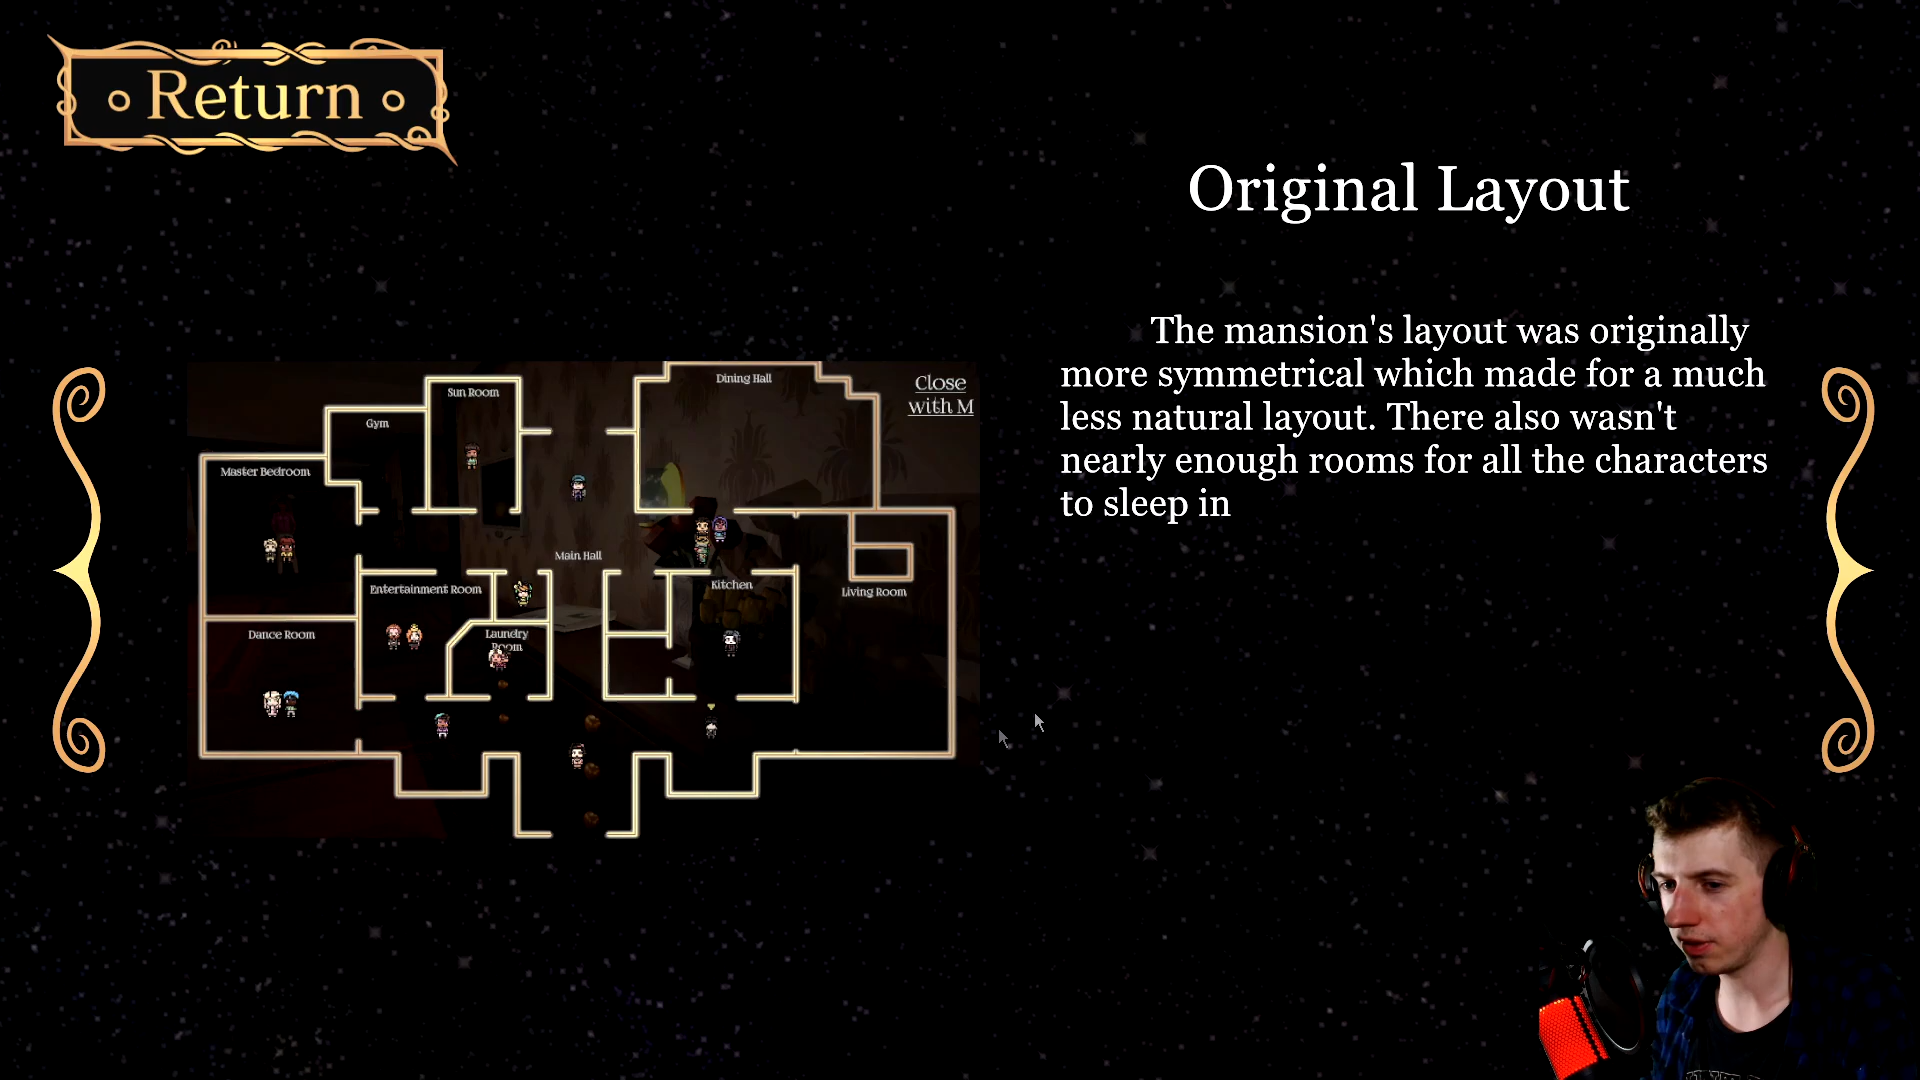 Return
Original Layout
The mansion's layout was originally
more symmetrical which made for a much
less natural layout. There also wasn't
nearly enough rooms for all the characters
to sleep in
Close
with M
Dining Hall
Sun Room
Gym
Master Bedroom
Main Hall
Entertainment Room
Kitchen
Living Room
Dance Room
Laundry
Room